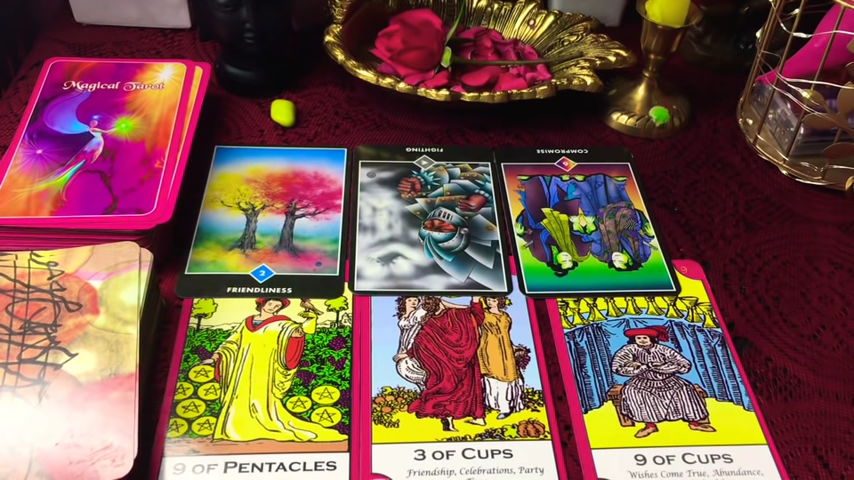 Magical Tarot
2
FRIENDLINESS
FIGHTING
COMPROMISE
9 OF PENTACLES
3 OF CUPS
Friendship, Celebrations, Party
9 OF CUPS
Wishes Come True, Abundance,